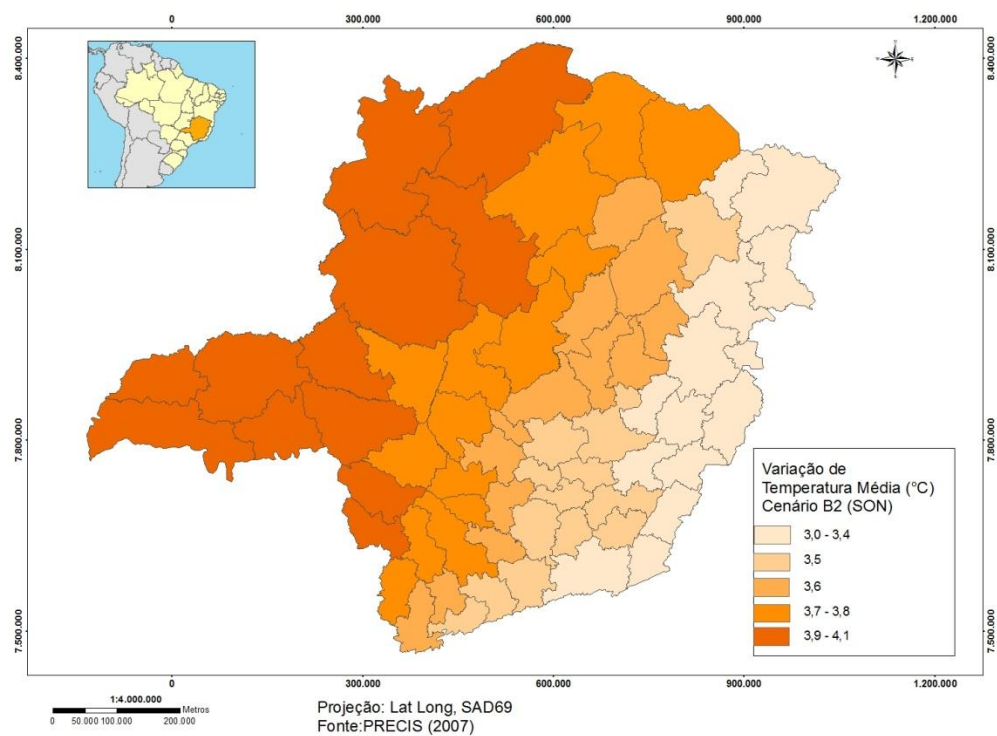 0 300.000 600.000 900.000 1.200.000
8.400.000 8.400.000
8.100.000 8.100.000
7.800.000 7.800.000
Variação de
Temperatura Média (°C)
Cenário B2 (SON)
3,0 - 3,4
3,5
3,6
3,7 - 3,8
3,9 - 4,1
7.500.000 7.500.000
0 300.000 600.000 900.000 1.200.000
1:4.000.000
Metros
0 50.000 100.000 200.000
Projeção: Lat Long, SAD69
Fonte:PRECIS (2007)